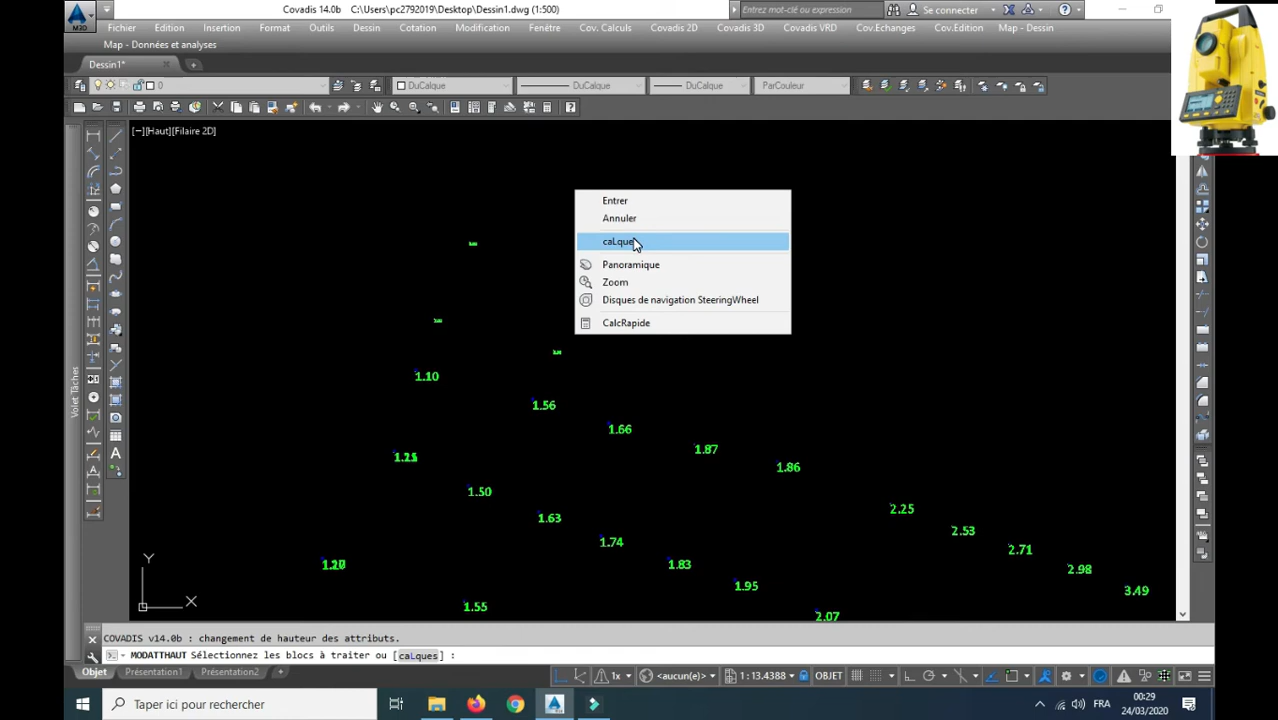 Covadis 14.0b C:\Users\pc2792019\Desktop\Dessin1.dwg (1:500)
Entrez mot-clé ou expression
Se connecter
M3D
Fichier Edition Insertion Format Outils Dessin Cotation Modification Fenêtre Cov. Calculs Covadis 2D Covadis 3D Covadis VRD Cov.Echanges Cov.Edition Map - Dessin
Map - Données et analyses
Dessin1*
0 DuCalque DuCalque DuCalque ParCouleur
[−][Haut][Filaire 2D]
Entrer
Annuler
caLque
Panoramique
Zoom
Disques de navigation SteeringWheel
CalcRapide
Volet Tâches
1.10
1.56
1.66
1.87
1.86
1.50
2.25
1.63
2.53
1.74
2.71
1.83
2.98
1.95
3.49
1.55
2.07
Y
X
COVADIS v14.0b : changement de hauteur des attributs.
MODATTHAUT Sélectionnez les blocs à traiter ou [caLques] :
Objet Présentation1 Présentation2 +
1x <aucun(e)> 1 : 13.4388 OBJET
Taper ici pour rechercher
FRA
00:29
24/03/2020